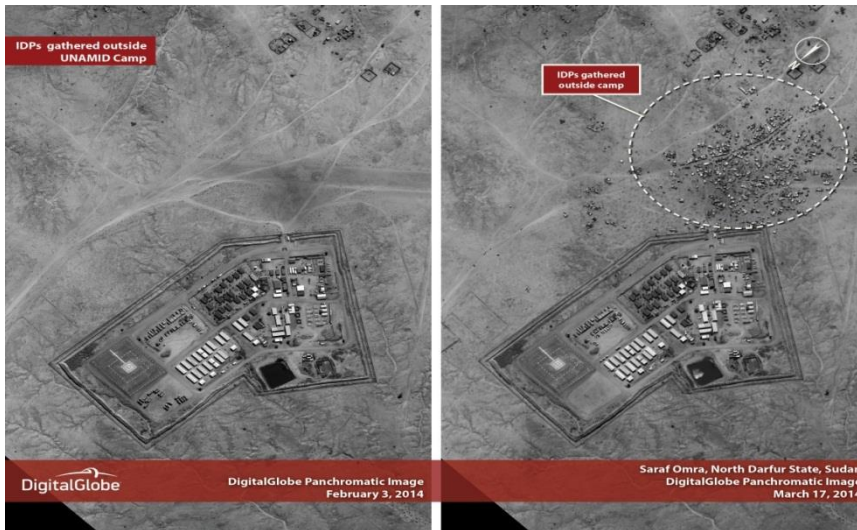 IDPs gathered outside
UNAMID Camp
DigitalGlobe
DigitalGlobe Panchromatic Image
February 3, 2014
IDPs gathered
outside camp
Saraf Omra, North Darfur State, Sudan
DigitalGlobe Panchromatic Image
March 17, 2014